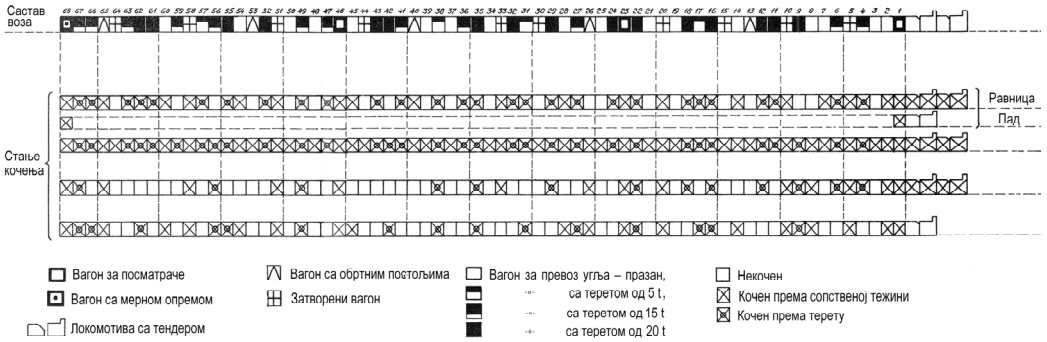 Састав
воза
68 67 66 65 64 63 62 61 60 59 58 57 56 55 54 53 52 51 50 49 48 47 46 45 44 43 42 41 40 39 38 37 36 35 34 33 32 31 30 29 28 27 26 25 24 23 22 21 20 19 18 17 16 15 14 13 12 11 10 9 8 7 6 5 4 3 2 1
Равница
Пад
Стање
кочења
Вагон за посматраче
Вагон са обртним постољима
Вагон за превоз угља – празан,
Некочен
Вагон са мерном опремом
Затворени вагон
-"- са теретом од 5 t,
Кочен према сопственој тежини
-"- са теретом од 15 t
Кочен према терету
Локомотива са тендером
-"- са теретом од 20 t